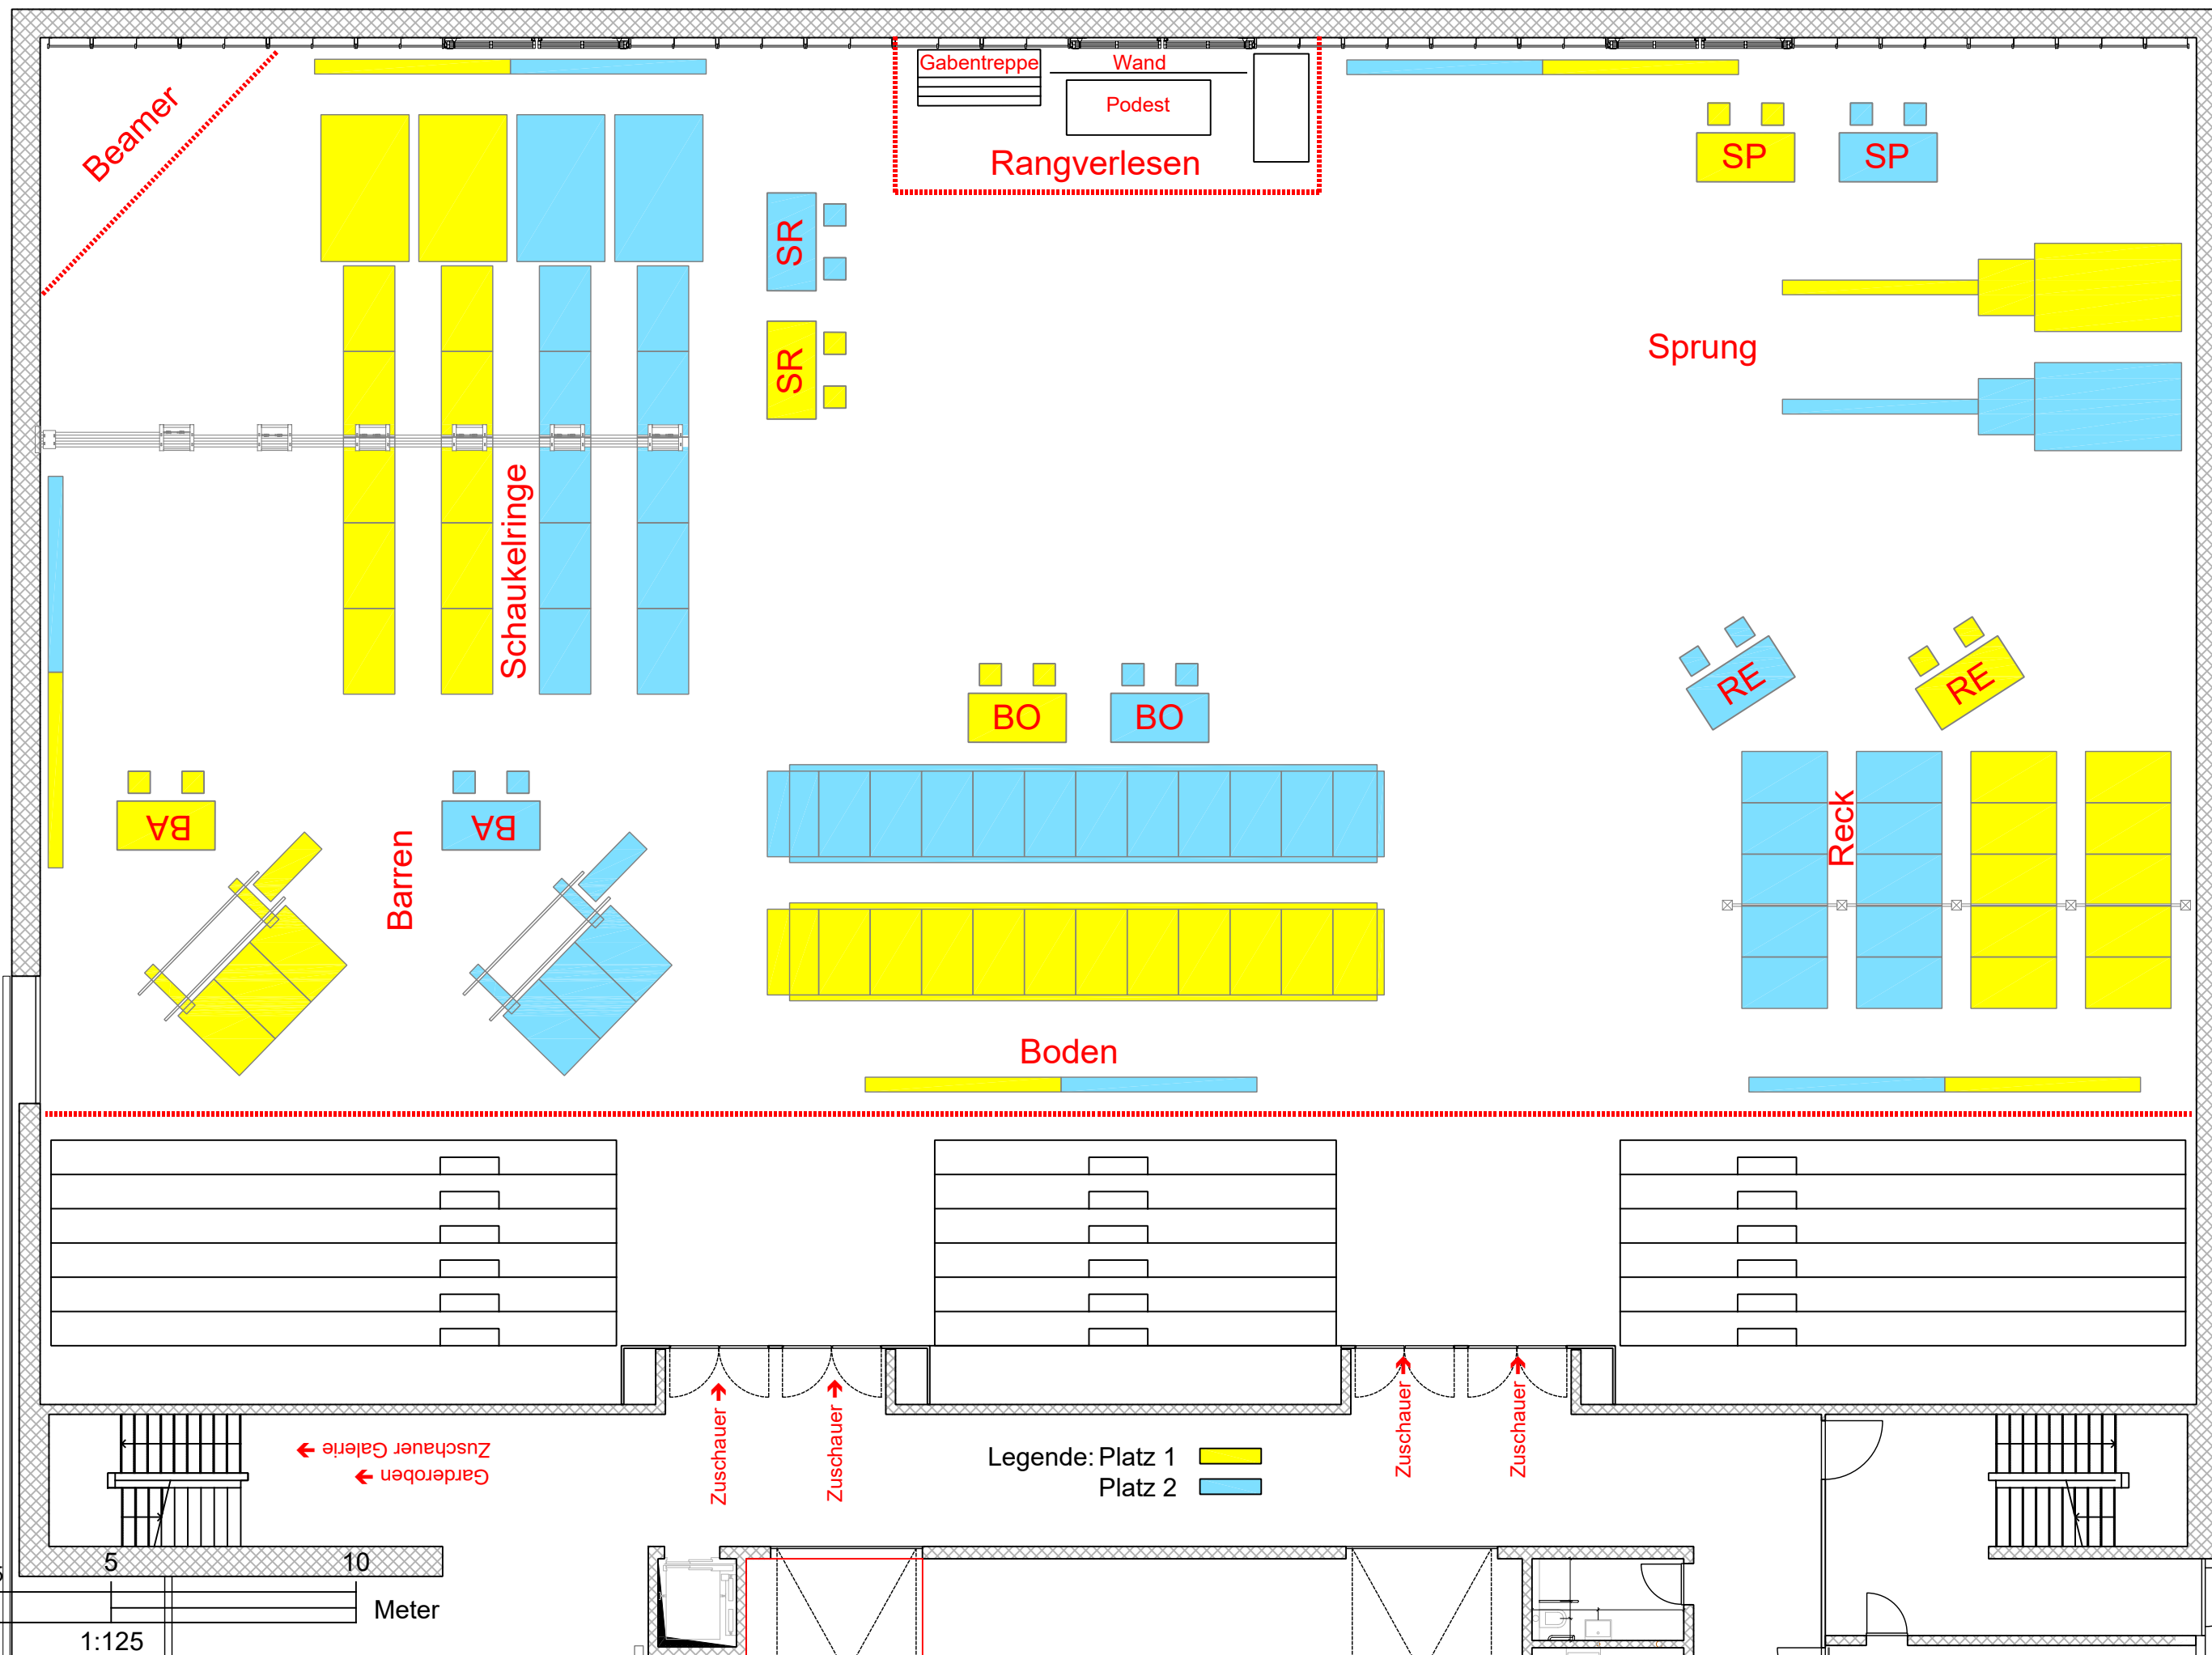 Gabentreppe
Wand
Podest
Beamer
Rangverlesen
SP
SP
SR
SR
Sprung
Schaukelringe
RE
RE
BO
BO
BA
BA
Barren
Reck
Boden
Zuschauer
Zuschauer
Zuschauer
Zuschauer
Zuschauer Galerie
Garderoben
Legende: Platz 1
Platz 2
5
10
Meter
1:125